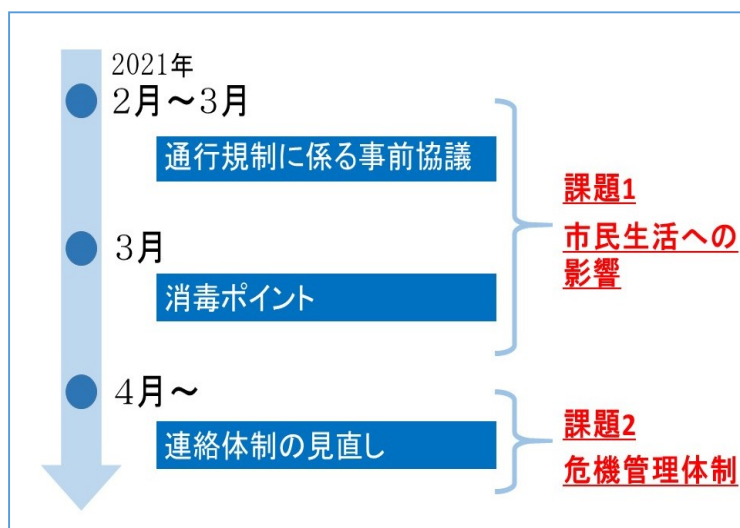 2021年
2月～3月
通行規制に係る事前協議
3月
消毒ポイント
4月～
連絡体制の見直し
課題1
市民生活への
影響
課題2
危機管理体制